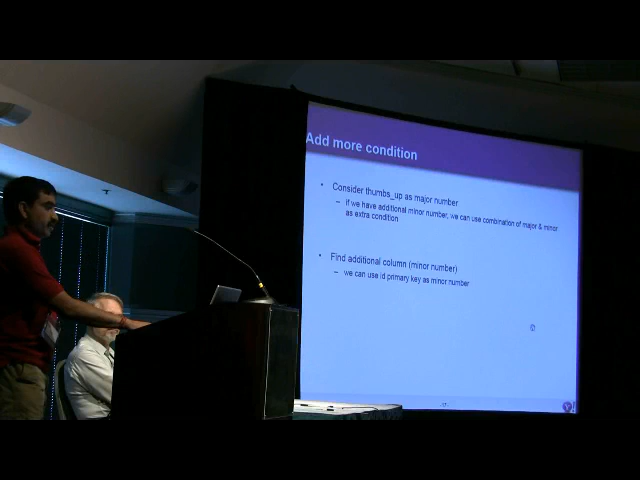 Add more condition
• Consider thumbs_up as major number
– if we have additional minor number, we can use combination of major & minor
as extra condition
• Find additional column (minor number)
– we can use id primary key as minor number